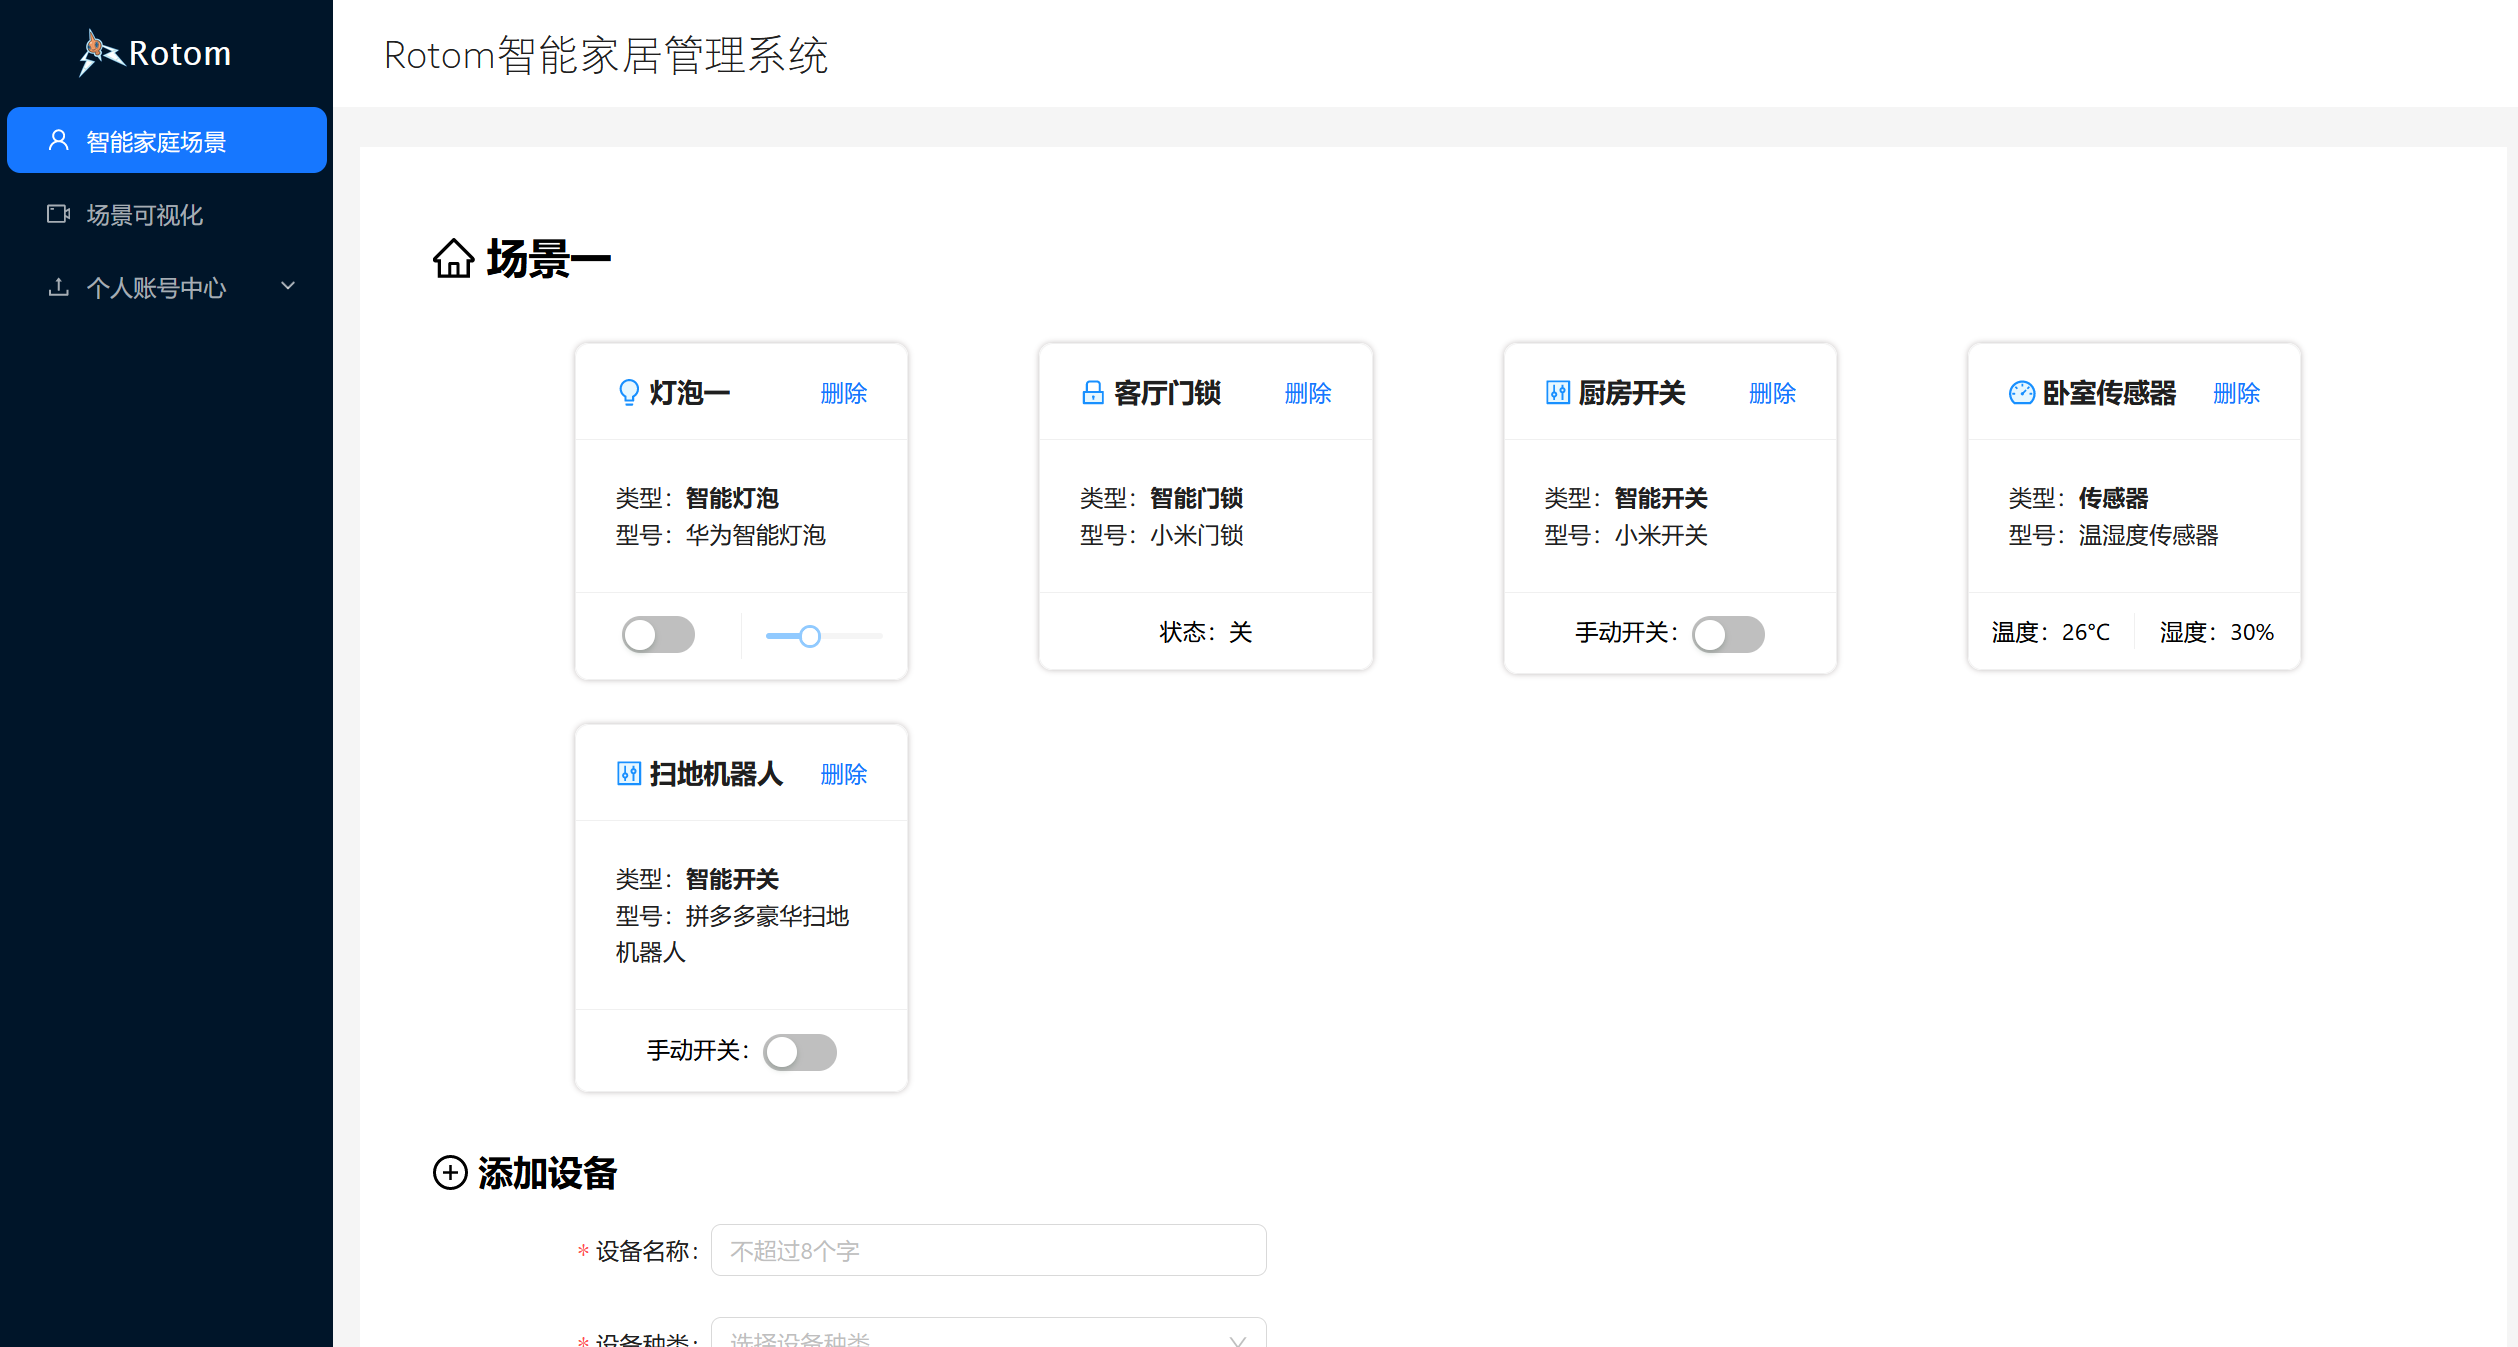 Rotom
Rotom智能家居管理系统
智能家庭场景
场景可视化
个人账号中心
场景一
灯泡一 删除
类型：智能灯泡
型号：华为智能灯泡
客厅门锁 删除
类型：智能门锁
型号：小米门锁
状态：关
厨房开关 删除
类型：智能开关
型号：小米开关
手动开关：
卧室传感器 删除
类型：传感器
型号：温湿度传感器
温度：26°C 湿度：30%
扫地机器人 删除
类型：智能开关
型号：拼多多豪华扫地
机器人
手动开关：
添加设备
* 设备名称： 不超过8个字
* 设备种类： 选择设备种类